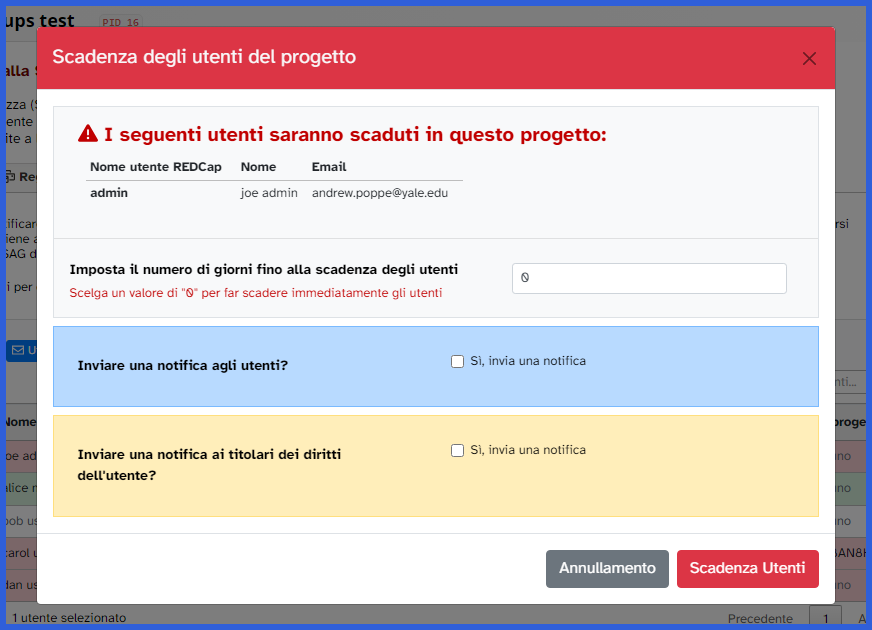 ups test PID 16
Scadenza degli utenti del progetto
alla
I seguenti utenti saranno scaduti in questo progetto:
Nome utente REDCap Nome Email
admin joe admin andrew.poppe@yale.edu
Imposta il numero di giorni fino alla scadenza degli utenti
0
Scelga un valore di "0" per far scadere immediatamente gli utenti
Inviare una notifica agli utenti?
Sì, invia una notifica
Inviare una notifica ai titolari dei diritti
dell'utente?
Sì, invia una notifica
Annullamento
Scadenza Utenti
1 utente selezionato
Precedente 1